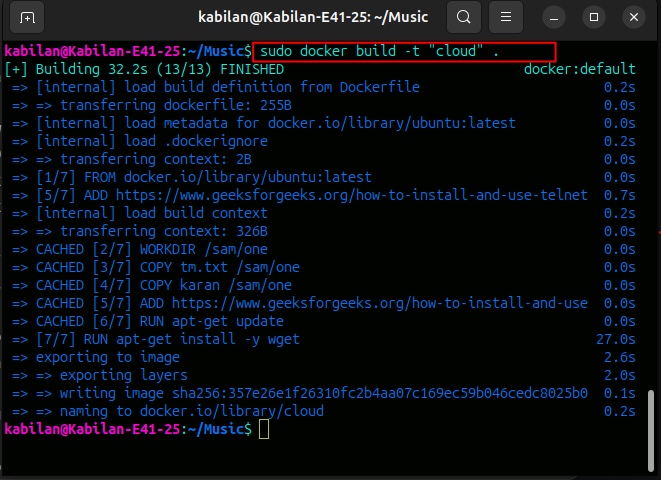 kabilan@Kabilan-E41-25: ~/Music
kabilan@Kabilan-E41-25:~/Music$ sudo docker build -t "cloud" .
[+] Building 32.2s (13/13) FINISHED docker:default
=> [internal] load build definition from Dockerfile 0.2s
=> => transferring dockerfile: 255B 0.0s
=> [internal] load metadata for docker.io/library/ubuntu:latest 0.0s
=> [internal] load .dockerignore 0.2s
=> => transferring context: 2B 0.0s
=> [1/7] FROM docker.io/library/ubuntu:latest 0.0s
=> [5/7] ADD https://www.geeksforgeeks.org/how-to-install-and-use-telnet 0.7s
=> [internal] load build context 0.2s
=> => transferring context: 326B 0.0s
=> CACHED [2/7] WORKDIR /sam/one 0.0s
=> CACHED [3/7] COPY tm.txt /sam/one 0.0s
=> CACHED [4/7] COPY karan /sam/one 0.0s
=> CACHED [5/7] ADD https://www.geeksforgeeks.org/how-to-install-and-use 0.0s
=> CACHED [6/7] RUN apt-get update 0.0s
=> [7/7] RUN apt-get install -y wget 27.0s
=> exporting to image 2.6s
=> => exporting layers 2.0s
=> => writing image sha256:357e26e1f26310fc2b4aa07c169ec59b046cedc8025b0 0.1s
=> => naming to docker.io/library/cloud 0.2s
kabilan@Kabilan-E41-25:~/Music$